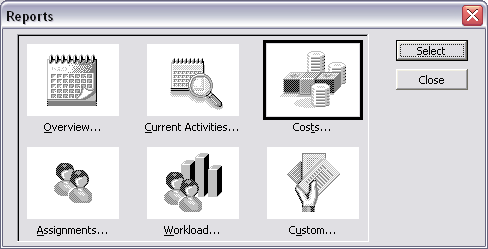 Reports
Select
Close
Overview...
Current Activities...
Costs...
Assignments...
Workload...
Custom...